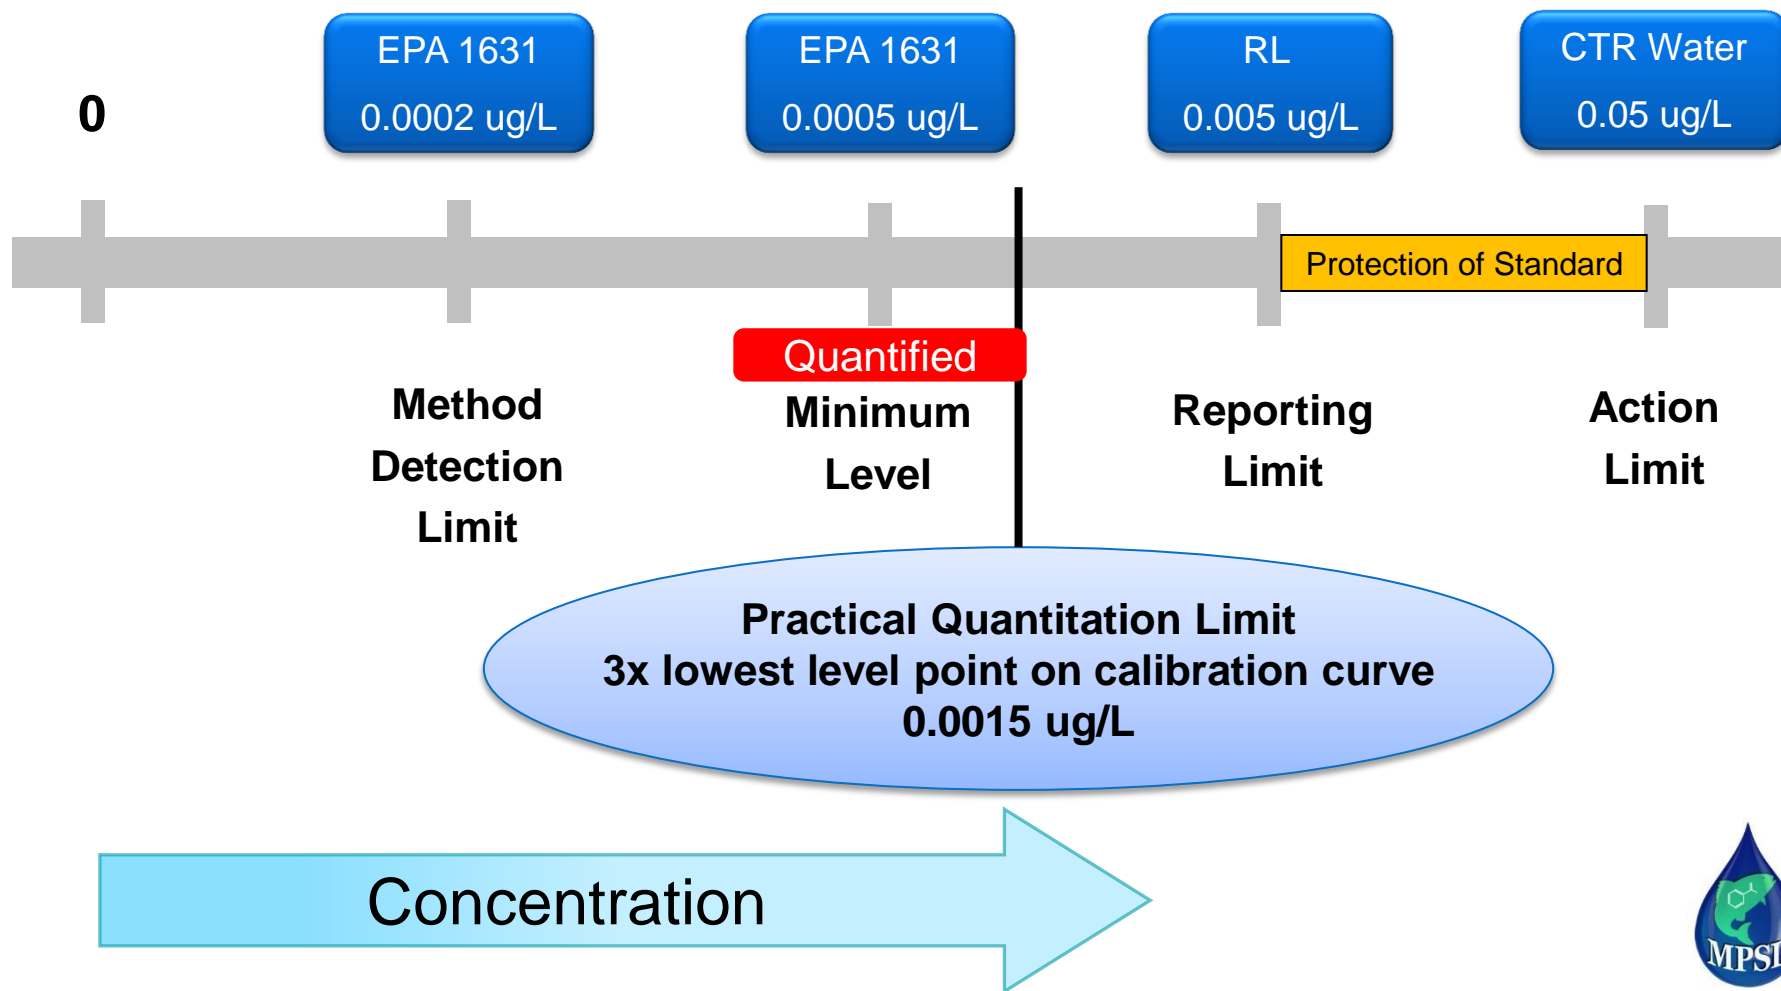 EPA 1631
0.0002 ug/L
EPA 1631
0.0005 ug/L
RL
0.005 ug/L
CTR Water
0.05 ug/L
0
Protection of Standard
Quantified
Method
Detection
Limit
Minimum
Level
Reporting
Limit
Action
Limit
Practical Quantitation Limit
3x lowest level point on calibration curve
0.0015 ug/L
Concentration
MPSL